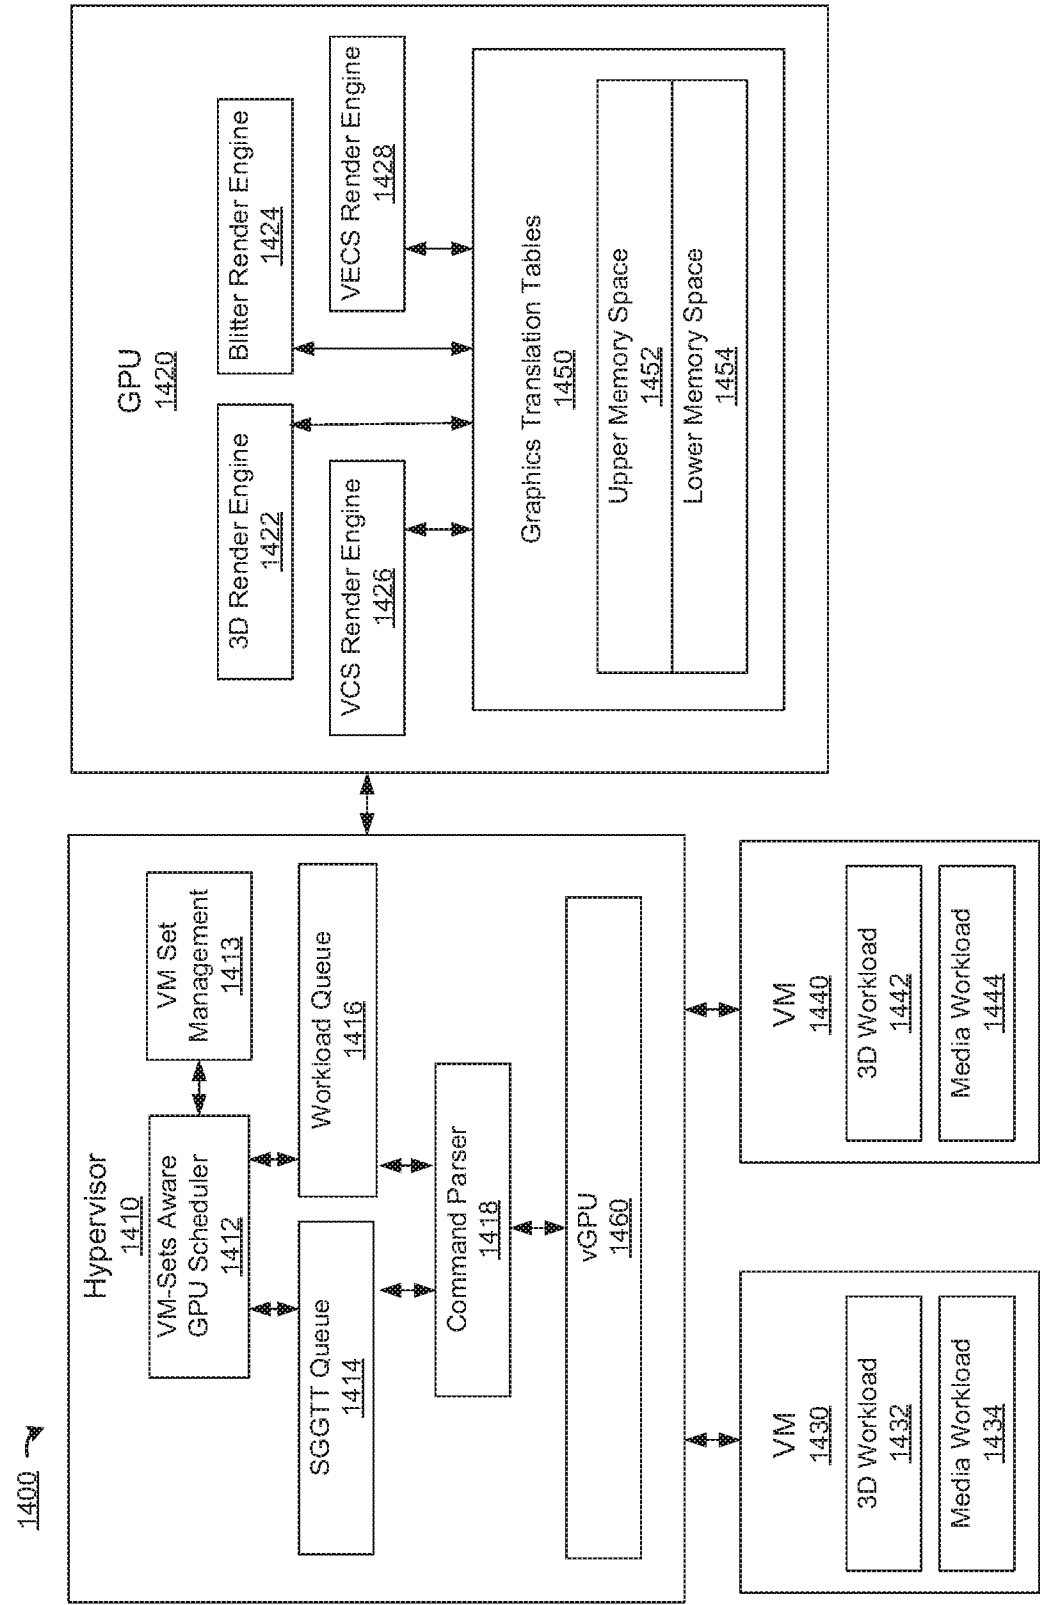 1400
Hypervisor
1410
VM-Sets Aware
GPU Scheduler
1412
VM Set
Management
1413
SGGTT Queue
1414
Workload Queue
1416
Command Parser
1418
vGPU
1460
VM
1430
3D Workload
1432
Media Workload
1434
VM
1440
3D Workload
1442
Media Workload
1444
GPU
1420
3D Render Engine
1422
Blitter Render Engine
1424
VCS Render Engine
1426
VECS Render Engine
1428
Graphics Translation Tables
1450
Upper Memory Space
1452
Lower Memory Space
1454